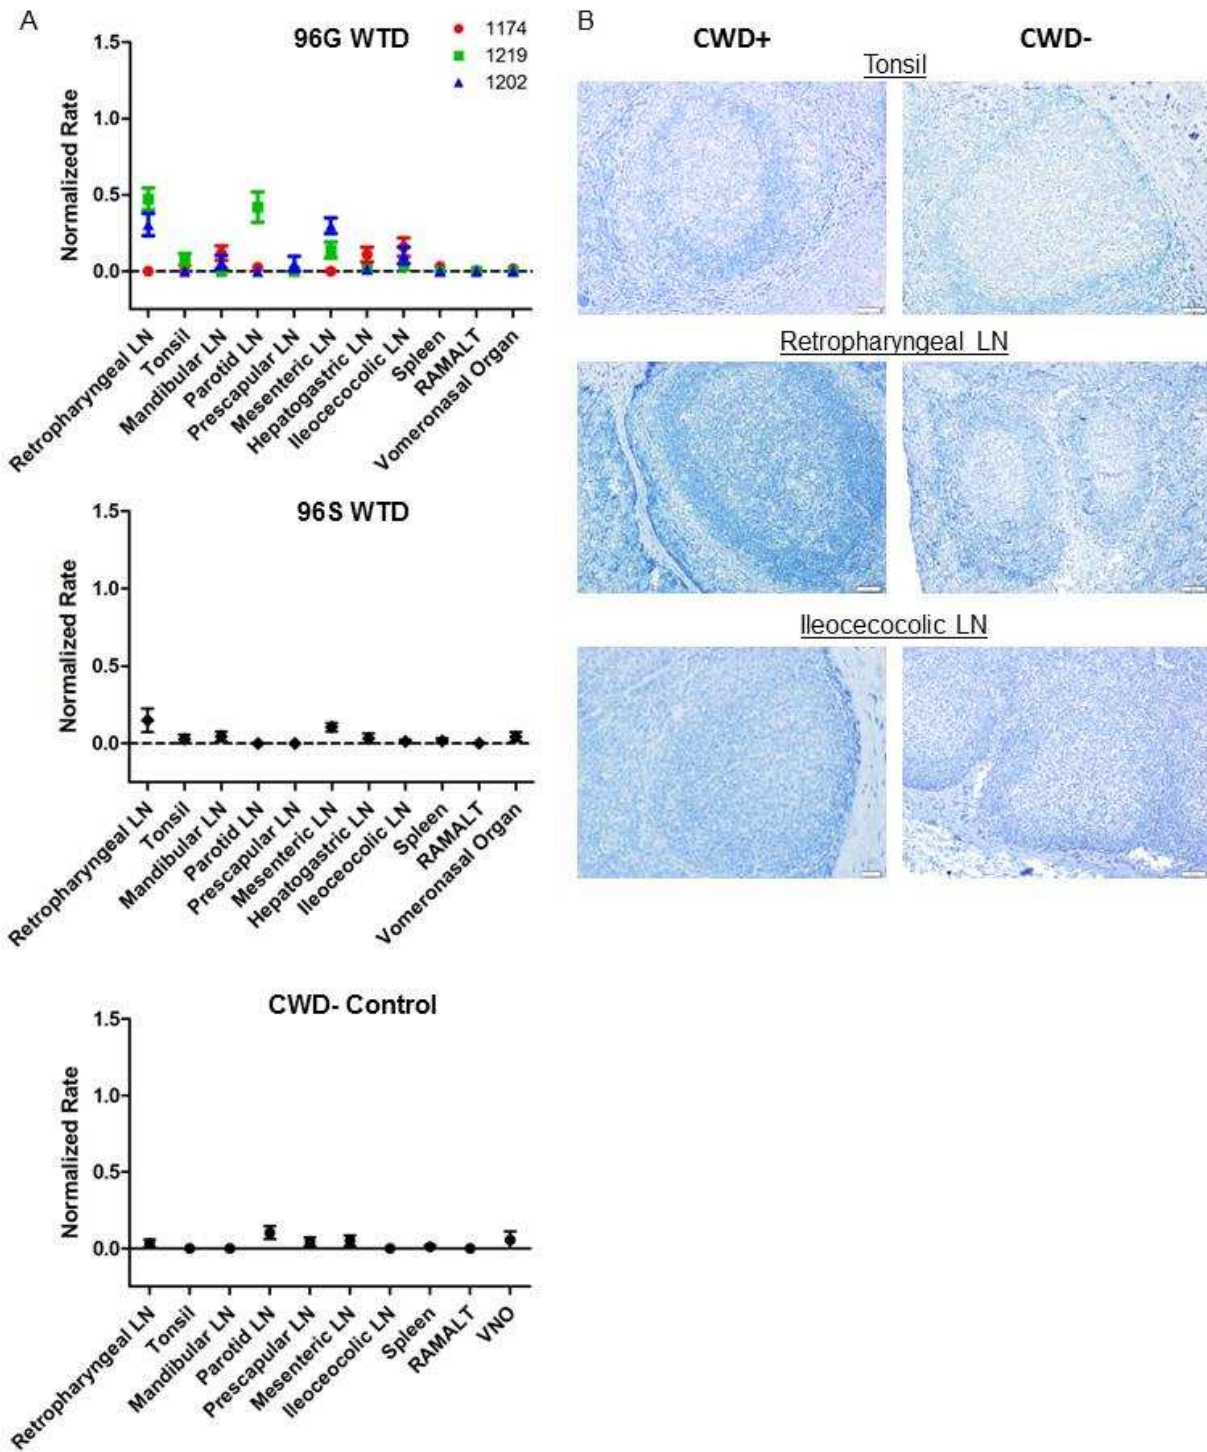 A
96G WTD
1174
1219
1202
Normalized Rate
1.5
1.0
0.5
0.0
Retropharyngeal LN
Tonsil
Mandibular LN
Parotid LN
Prescapular LN
Mesenteric LN
Hepatogastric LN
Ileocecocolic LN
Spleen
RAMALT
Vomeronasal Organ
96S WTD
Normalized Rate
1.5
1.0
0.5
0.0
Retropharyngeal LN
Tonsil
Mandibular LN
Parotid LN
Prescapular LN
Mesenteric LN
Hepatogastric LN
Ileocecocolic LN
Spleen
RAMALT
Vomeronasal Organ
CWD- Control
Normalized Rate
1.5
1.0
0.5
0.0
Retropharyngeal LN
Tonsil
Mandibular LN
Parotid LN
Prescapular LN
Mesenteric LN
Ileoceocolic LN
Spleen
RAMALT
VNO
B
CWD+
CWD-
Tonsil
Retropharyngeal LN
Ileocecocolic LN